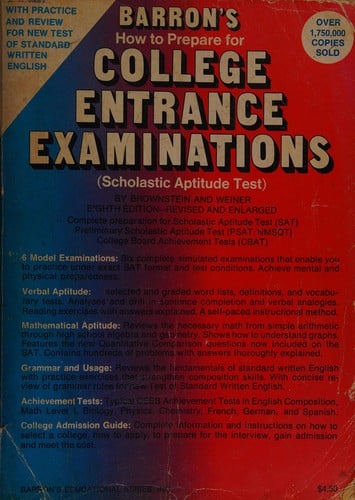 WITH PRACTICE
AND REVIEW
FOR NEW TEST
OF STANDARD
WRITTEN
ENGLISH
BARRON'S
How to Prepare for
OVER
1,750,000
COPIES
SOLD
COLLEGE
ENTRANCE
EXAMINATIONS
(Scholastic Aptitude Test)
BY BROWNSTEIN AND WEINER
EIGHTH EDITION—REVISED AND ENLARGED
Complete preparation for Scholastic Aptitude Test (SAT)
Preliminary Scholastic Aptitude Test (PSAT/NMSQT)
College Board Achievement Tests (CBAT)
6 Model Examinations: Six complete simulated examinations that enable you
to practice under exact SAT format and test conditions. Achieve mental and
physical preparedness.
Verbal Aptitude: selected and graded word lists, definitions, and vocabu-
lary tests. Analyses and drill in sentence completion and verbal analogies.
Reading exercises with answers explained. A self-paced instructional method.
Mathematical Aptitude: Reviews the necessary math from simple arithmetic
through high school algebra and geometry. Shows how to understand graphs.
Features the new Quantitative Comparison questions now included on the
SAT. Contains hundreds of problems with answers thoroughly explained.
Grammar and Usage: Reviews the fundamentals of standard written English
with practice exercises that strengthen composition skills. With concise re-
view of grammar rules for the Test of Standard Written English.
Achievement Tests: Typical CEEB Achievement Tests in English Composition,
Math Level I, Biology, Physics, Chemistry, French, German, and Spanish.
College Admission Guide: Complete information and instructions on how to
select a college, how to apply, to prepare for the interview, gain admission
and meet the cost.
BARRON'S EDUCATIONAL SERIES, INC.
$4.50